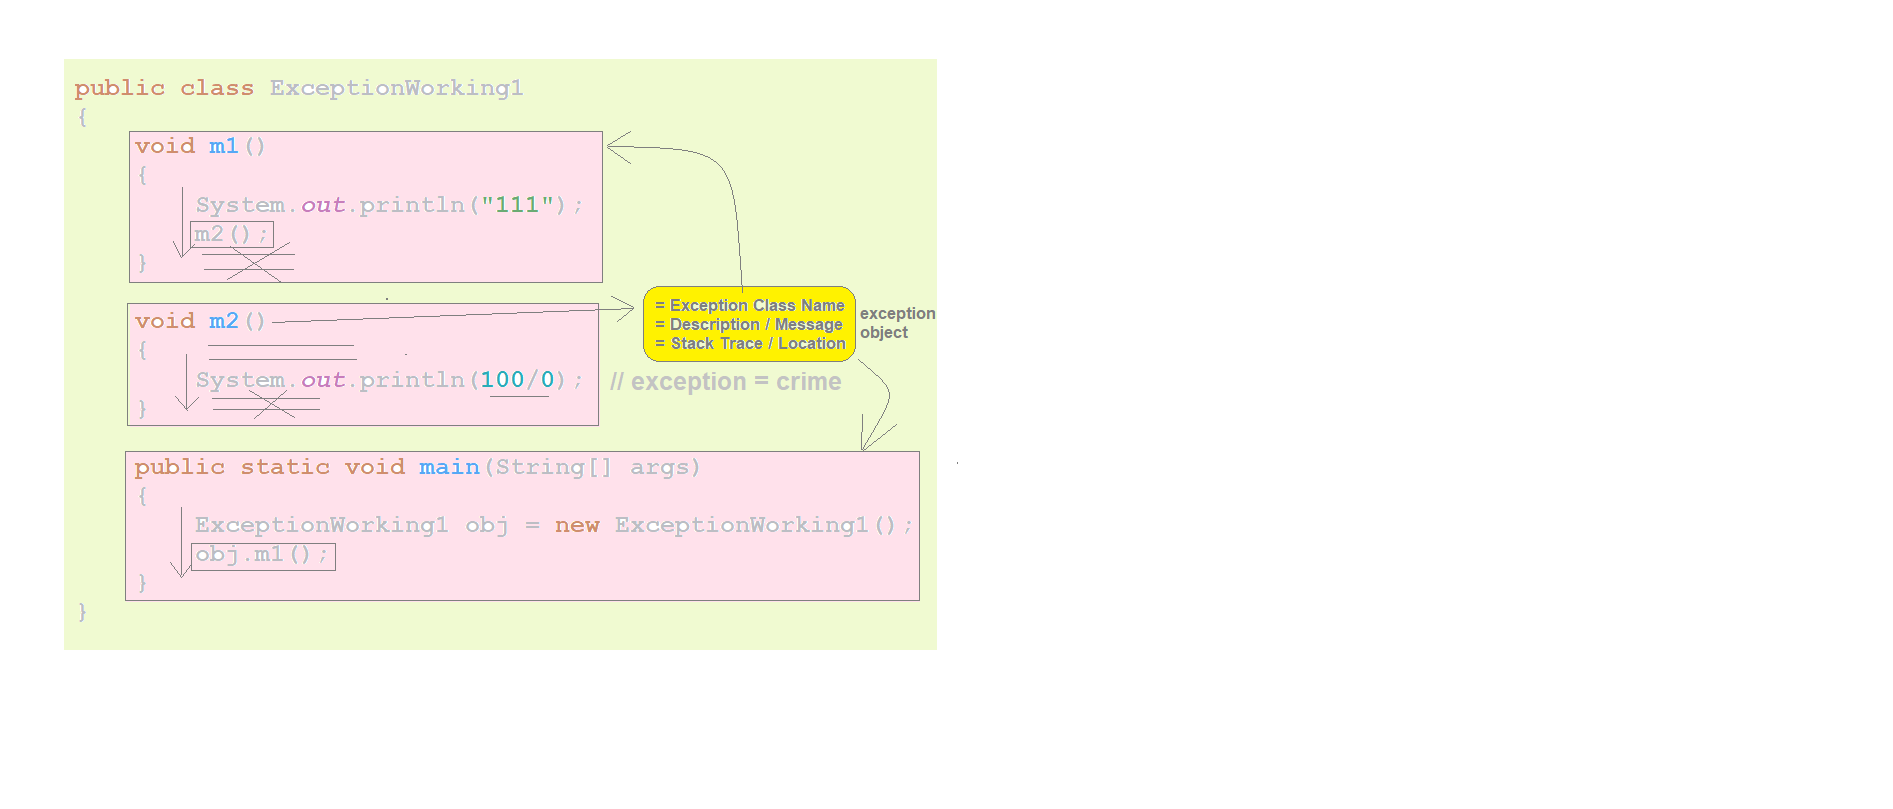 public class ExceptionWorking1
{
void m1()
{
System.out.println("111");
m2();
}
void m2()
{
System.out.println(100/0); // exception = crime
}
= Exception Class Name
= Description / Message
= Stack Trace / Location
exception
object
public static void main(String[] args)
{
ExceptionWorking1 obj = new ExceptionWorking1();
obj.m1();
}
}